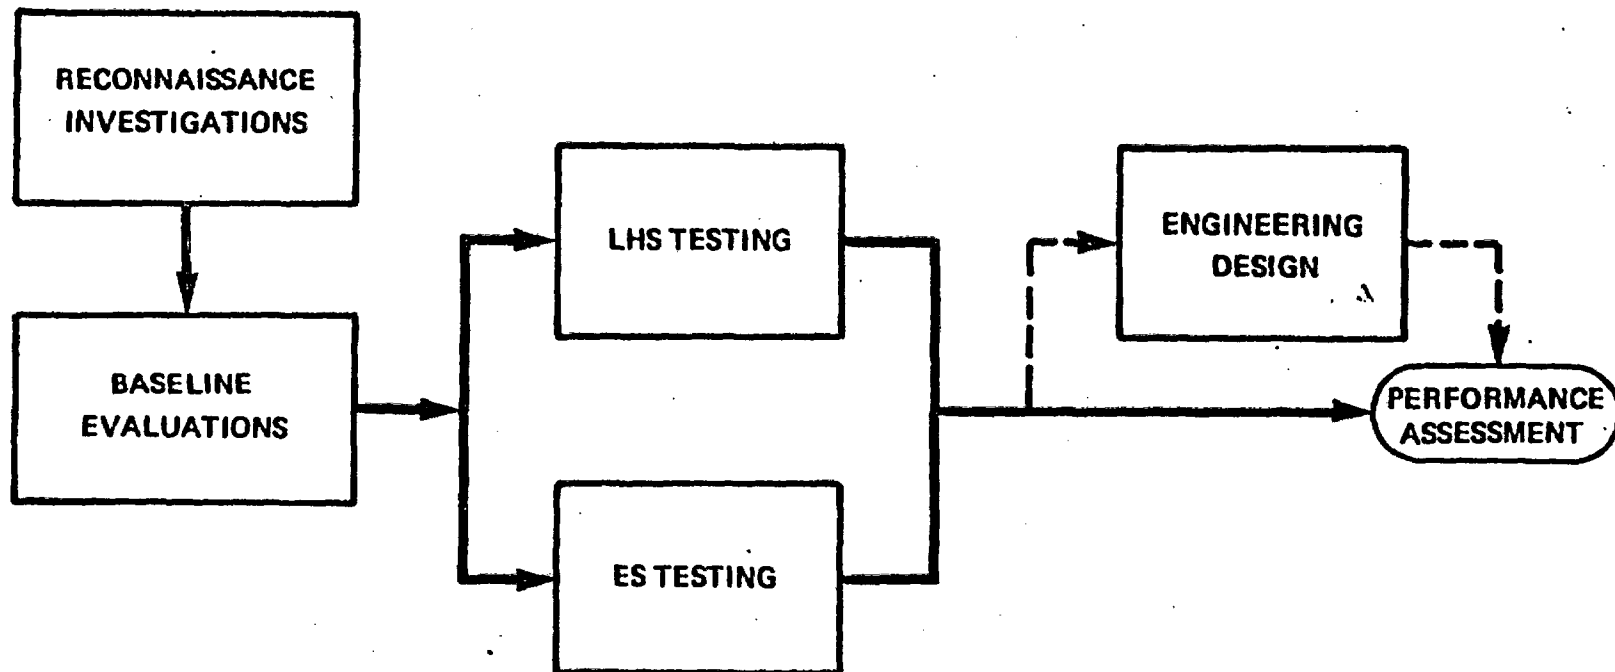 RECONNAISSANCE
INVESTIGATIONS
BASELINE
EVALUATIONS
LHS TESTING
ES TESTING
ENGINEERING
DESIGN
PERFORMANCE
ASSESSMENT